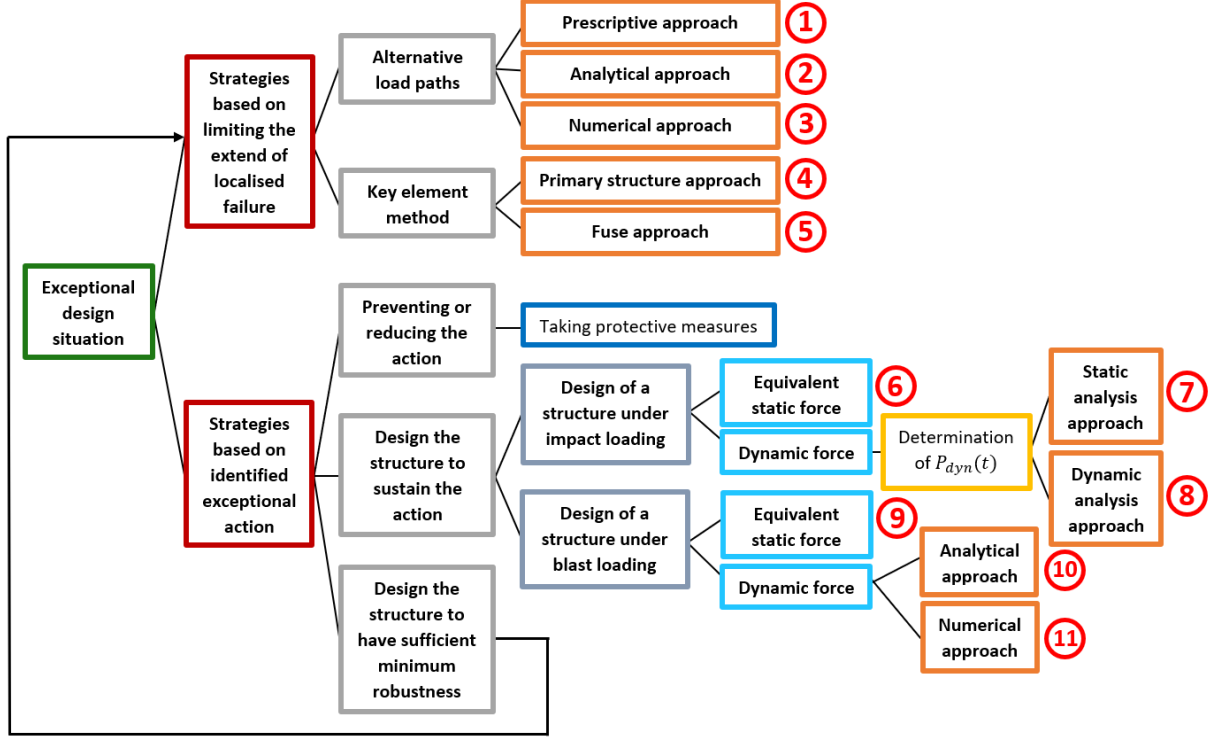 Exceptional
design
situation
Strategies
based on
limiting the
extend of
localised
failure
Alternative
load paths
Prescriptive approach
1
Analytical approach
2
Numerical approach
3
Key element
method
Primary structure approach
4
Fuse approach
5
Strategies
based on
identified
exceptional
action
Preventing or
reducing the
action
Taking protective measures
Design the
structure to
sustain the
action
Design of a
structure under
impact loading
Equivalent
static force
6
Dynamic force
Determination
of P_dyn(t)
Static
analysis
approach
7
Dynamic
analysis
approach
8
Design of a
structure under
blast loading
Equivalent
static force
9
Dynamic force
Analytical
approach
10
Numerical
approach
11
Design the
structure to
have sufficient
minimum
robustness